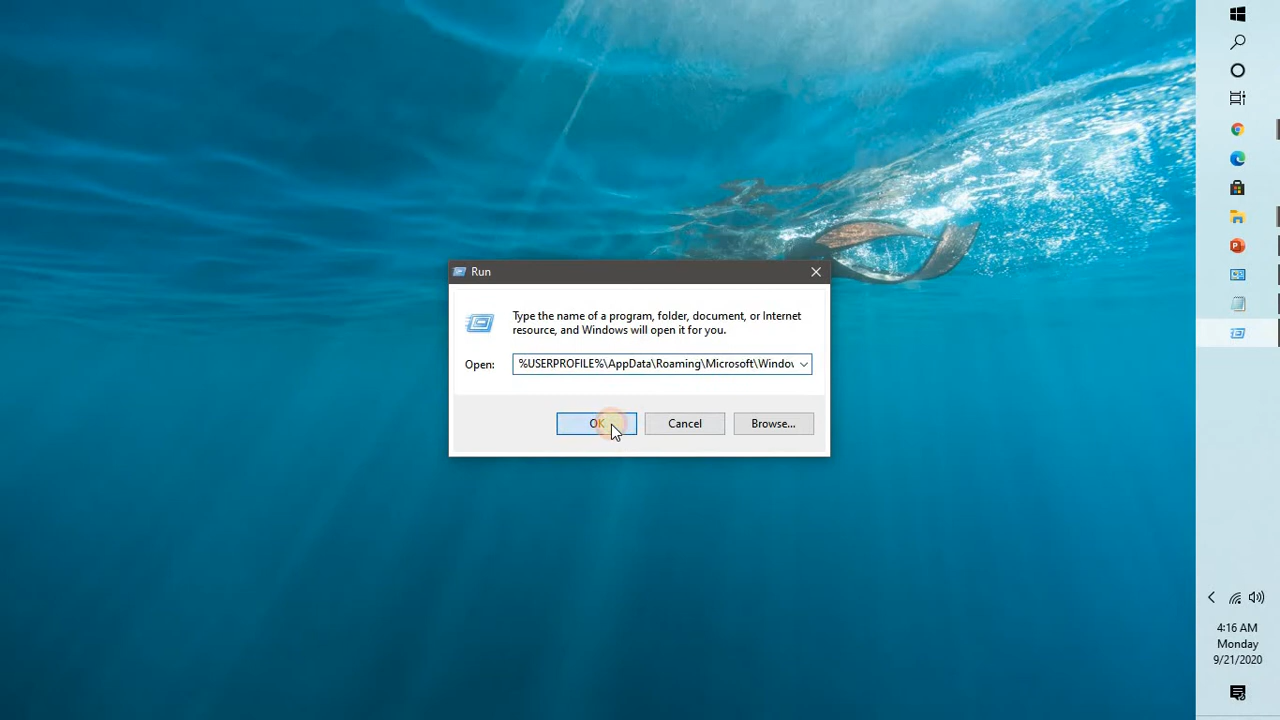 Run
Type the name of a program, folder, document, or Internet
resource, and Windows will open it for you.
Open: %USERPROFILE%\AppData\Roaming\Microsoft\Windo
OK Cancel Browse...
4:16 AM
Monday
9/21/2020